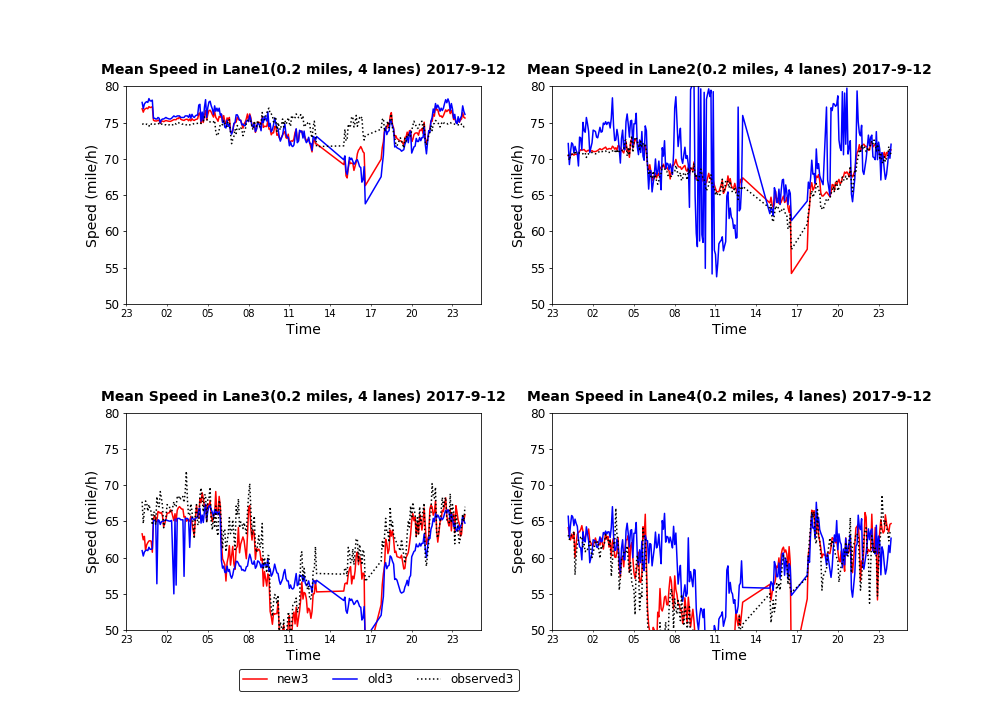 Mean Speed in Lane1(0.2 miles, 4 lanes) 2017-9-12
Speed (mile/h)
80
75
70
65
60
55
50
23 02 05 08 11 14 17 20 23
Time
Mean Speed in Lane2(0.2 miles, 4 lanes) 2017-9-12
Speed (mile/h)
80
75
70
65
60
55
50
23 02 05 08 11 14 17 20 23
Time
Mean Speed in Lane3(0.2 miles, 4 lanes) 2017-9-12
Speed (mile/h)
80
75
70
65
60
55
50
23 02 05 08 11 14 17 20 23
Time
Mean Speed in Lane4(0.2 miles, 4 lanes) 2017-9-12
Speed (mile/h)
80
75
70
65
60
55
50
23 02 05 08 11 14 17 20 23
Time
new3 old3 observed3